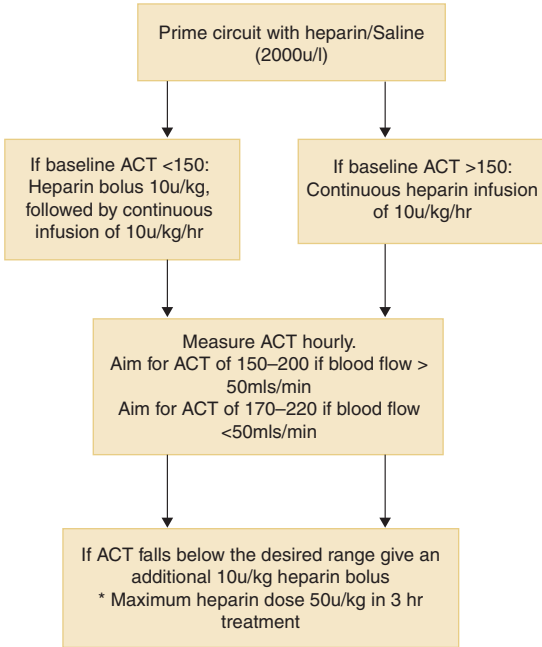 Prime circuit with heparin/Saline
(2000u/l)
If baseline ACT <150:
Heparin bolus 10u/kg,
followed by continuous
infusion of 10u/kg/hr
If baseline ACT >150:
Continuous heparin infusion
of 10u/kg/hr
Measure ACT hourly.
Aim for ACT of 150–200 if blood flow >
50mls/min
Aim for ACT of 170–220 if blood flow
<50mls/min
If ACT falls below the desired range give an
additional 10u/kg heparin bolus
* Maximum heparin dose 50u/kg in 3 hr
treatment